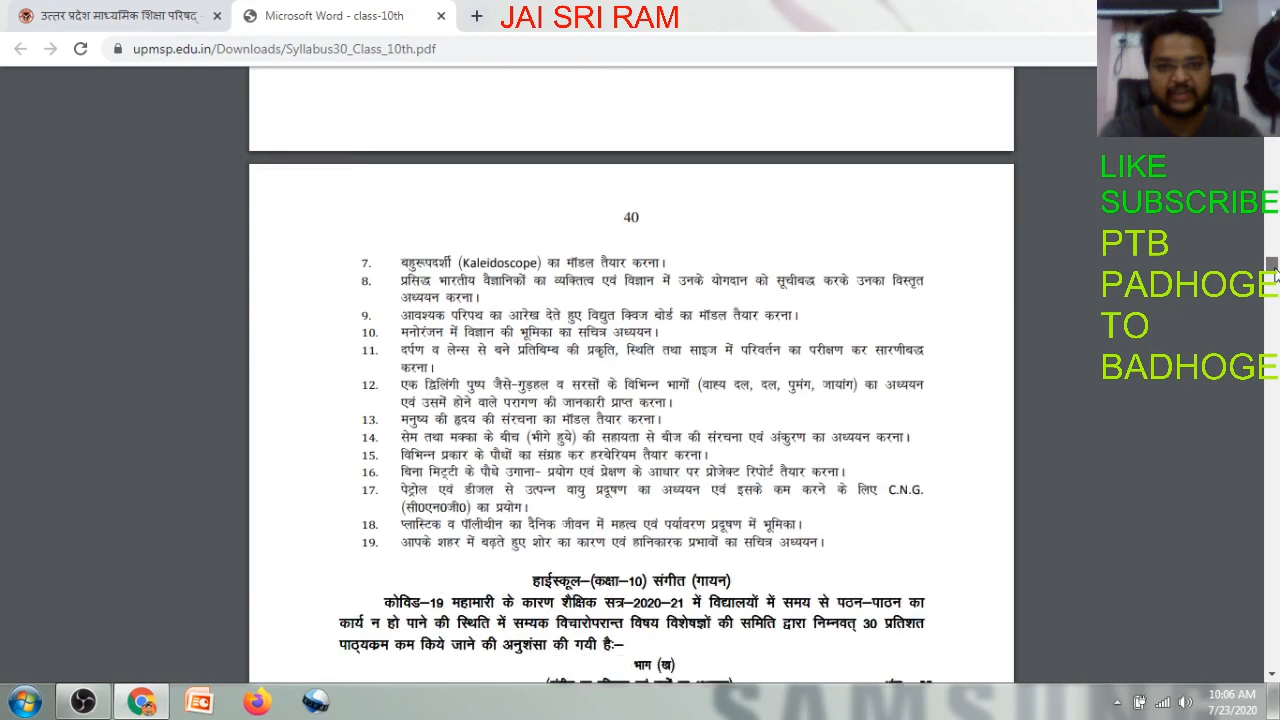 उत्तर प्रदेश माध्यमिक शिक्षा परिषद्
Microsoft Word - class-10th
JAI SRI RAM
upmsp.edu.in/Downloads/Syllabus30_Class_10th.pdf
LIKE
SUBSCRIBE
PTB
PADHOGE
TO
BADHOGE
40
7. बहुरूपदर्शी (Kaleidoscope) का मॉडल तैयार करना।
8. प्रसिद्ध भारतीय वैज्ञानिकों का व्यक्तित्व एवं विज्ञान में उनके योगदान को सूचीबद्ध करके उनका विस्तृत
अध्ययन करना।
9. आवश्यक परिपथ का आरेख देते हुए विद्युत क्विज बोर्ड का मॉडल तैयार करना।
10. मनोरंजन में विज्ञान की भूमिका का सचित्र अध्ययन।
11. दर्पण व लेन्स से बने प्रतिबिम्ब की प्रकृति, स्थिति तथा साइज में परिवर्तन का परीक्षण कर सारणीबद्ध
करना।
12. एक द्विलिंगी पुष्प जैसे-गुड़हल व सरसों के विभिन्न भागों (वाह्य दल, दल, पुमंग, जायांग) का अध्ययन
एवं उसमें होने वाले परागण की जानकारी प्राप्त करना।
13. मनुष्य की हृदय की संरचना का मॉडल तैयार करना।
14. सेम तथा मक्का के बीच (भीगे हुये) की सहायता से बीज की संरचना एवं अंकुरण का अध्ययन करना।
15. विभिन्न प्रकार के पौधों का संग्रह कर हरबेरियम तैयार करना।
16. बिना मिट्टी के पौधे उगाना- प्रयोग एवं प्रेक्षण के आधार पर प्रोजेक्ट रिपोर्ट तैयार करना।
17. पेट्रोल एवं डीजल से उत्पन्न वायु प्रदूषण का अध्ययन एवं इसके कम करने के लिए C.N.G.
(सी0एन0जी0) का प्रयोग।
18. प्लास्टिक व पॉलीथीन का दैनिक जीवन में महत्व एवं पर्यावरण प्रदूषण में भूमिका।
19. आपके शहर में बढ़ते हुए शोर का कारण एवं हानिकारक प्रभावों का सचित्र अध्ययन।
हाईस्कूल–(कक्षा–10) संगीत (गायन)
कोविड–19 महामारी के कारण शैक्षिक सत्र–2020–21 में विद्यालयों में समय से पठन–पाठन का
कार्य न हो पाने की स्थिति में सम्यक विचारोपरान्त विषय विशेषज्ञों की समिति द्वारा निम्नवत् 30 प्रतिशत
पाठ्यक्रम कम किये जाने की अनुशंसा की गयी है:–
भाग (ख)
10:06 AM
7/23/2020